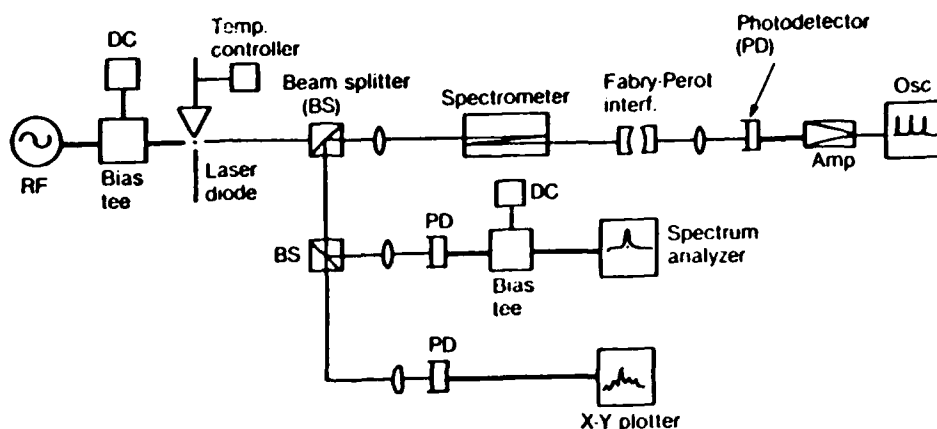 DC
Temp.
controller
Beam splitter
(BS)
Spectrometer
Fabry-Perot
interf.
Photodetector
(PD)
Osc
RF
Bias
tee
Laser
diode
Amp
DC
BS
PD
Bias
tee
Spectrum
analyzer
PD
X-Y plotter